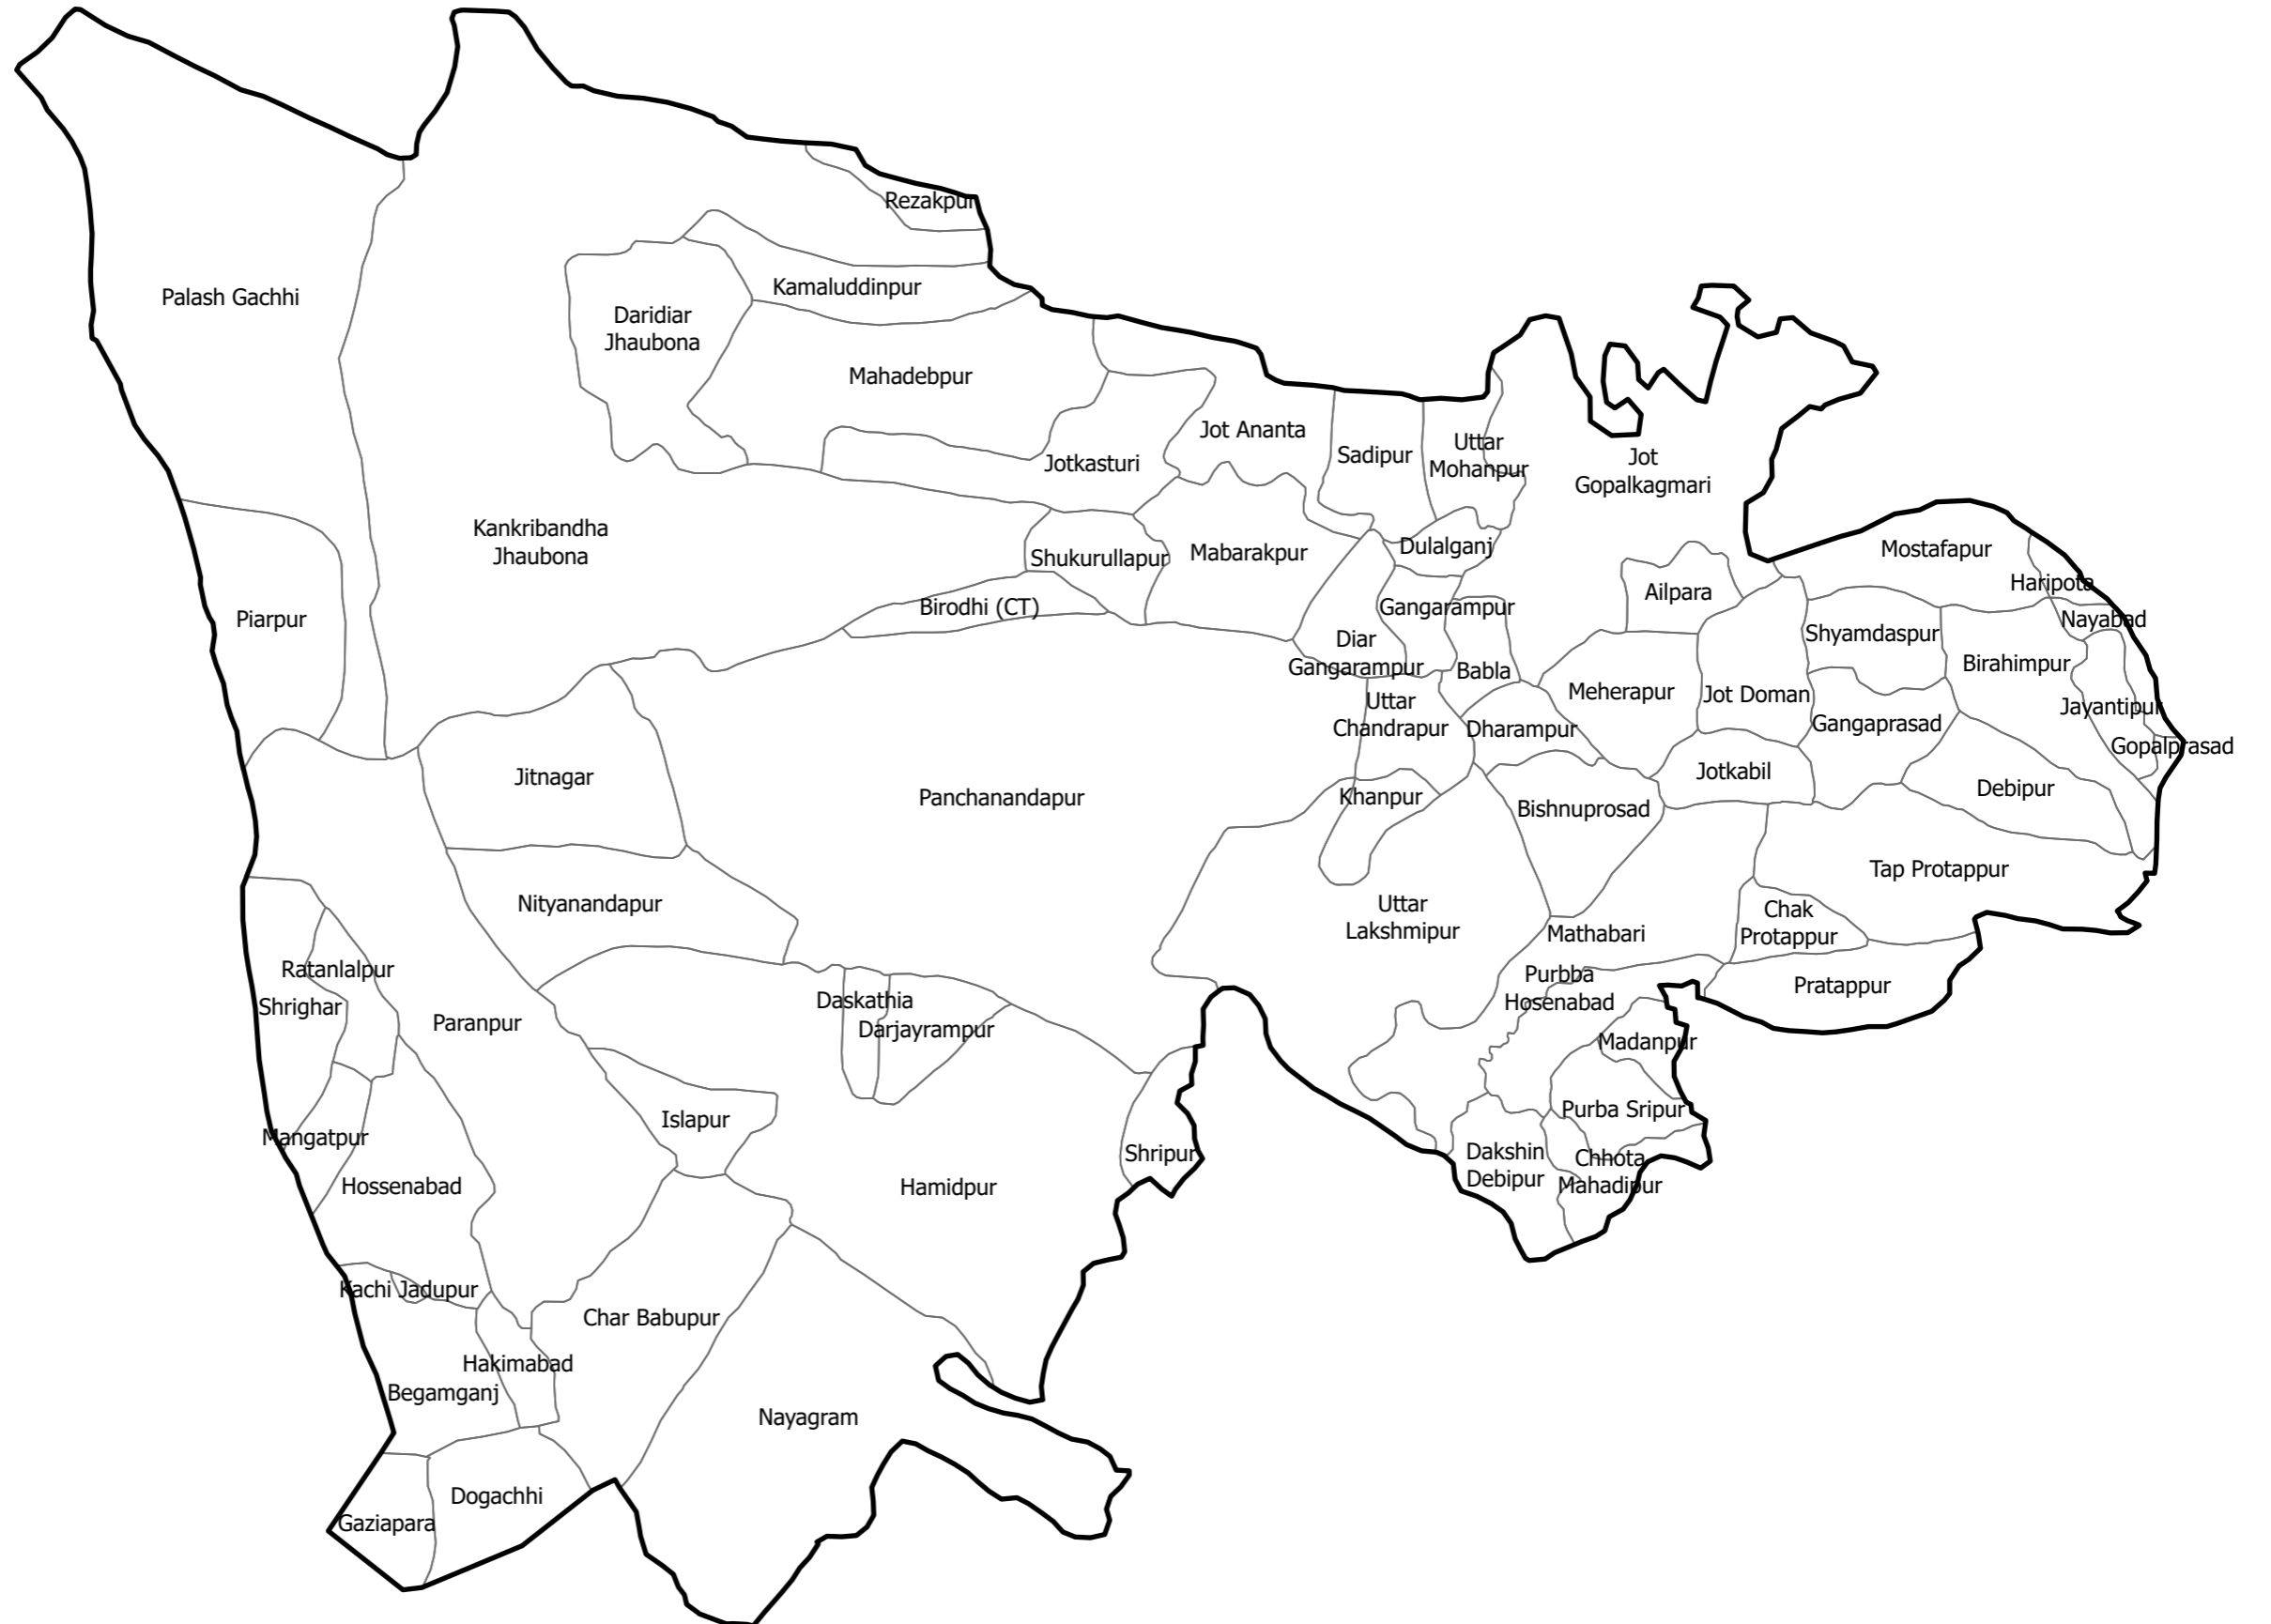 Rezakpur
Palash Gachhi
Kamaluddinpur
Daridiar
Jhaubona
Mahadebpur
Jot Ananta
Sadipur
Uttar
Mohanpur
Jot
Gopalkagmari
Jotkasturi
Kankribandha
Jhaubona
Shukurullapur
Mabarakpur
Dulalganj
Mostafapur
Haripota
Ailpara
Birodhi (CT)
Gangarampur
Piarpur
Nayabad
Shyamdaspur
Diar
Gangarampur
Babla
Birahimpur
Meherapur
Jot Doman
Uttar
Chandrapur
Dharampur
Gangaprasad
Jayantipur
Gopalprasad
Jitnagar
Panchanandapur
Khanpur
Jotkabil
Debipur
Bishnuprosad
Tap Protappur
Nityanandapur
Uttar
Lakshmipur
Chak
Protappur
Mathabari
Ratanlalpur
Shrighar
Paranpur
Daskathia
Darjayrampur
Purbba
Hosenabad
Pratappur
Madanpur
Islapur
Purba Sripur
Mangatpur
Shripur
Dakshin
Debipur
Chhota
Mahadipur
Hossenabad
Hamidpur
Kachi Jadupur
Char Babupur
Hakimabad
Begamganj
Nayagram
Dogachhi
Gaziapara